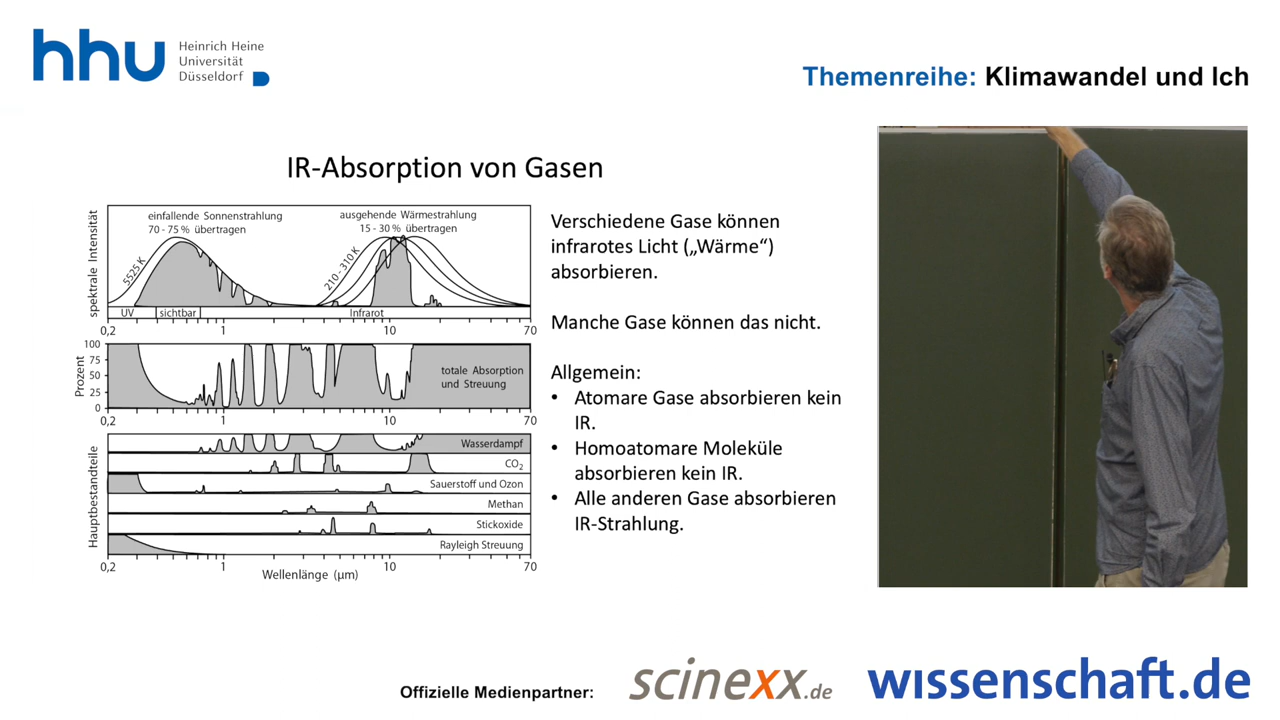 hhu Heinrich Heine
Universität
Düsseldorf
Themenreihe: Klimawandel und Ich
IR-Absorption von Gasen
spektrale Intensität
einfallende Sonnenstrahlung
70 - 75 % übertragen
ausgehende Wärmestrahlung
15 - 30 % übertragen
5525 K
210 - 310 K
UV sichtbar Infrarot
0,2 1 10 70
Prozent
100
75
50
25
0
totale Absorption
und Streuung
0,2 1 10 70
Hauptbestandteile
Wasserdampf
CO₂
Sauerstoff und Ozon
Methan
Stickoxide
Rayleigh Streuung
0,2 1 10 70
Wellenlänge (µm)
Verschiedene Gase können
infrarotes Licht („Wärme“)
absorbieren.
Manche Gase können das nicht.
Allgemein:
• Atomare Gase absorbieren kein
IR.
• Homoatomare Moleküle
absorbieren kein IR.
• Alle anderen Gase absorbieren
IR-Strahlung.
Offizielle Medienpartner: scinexx.de wissenschaft.de